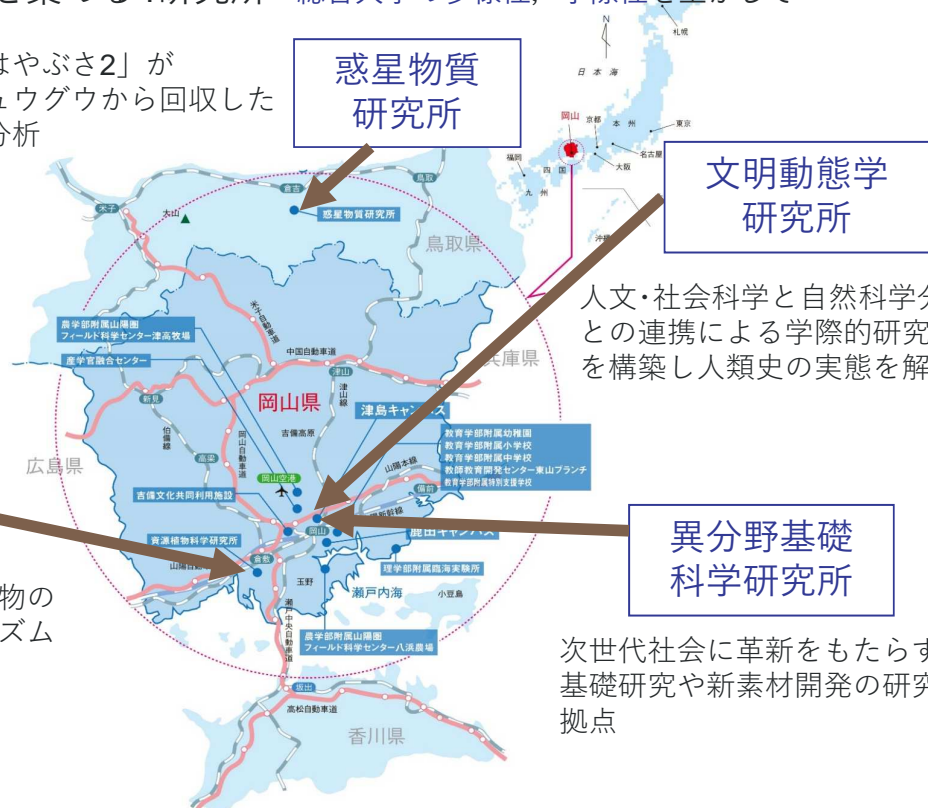 総合大学の多様性，学際性を生かして
はやぶさ2」が
ュウグウから回収した
分析
惑星物質
研究所
文明動態学
研究所
人文・社会科学と自然科学分
との連携による学際的研究
を構築し人類史の実態を解
異分野基礎
科学研究所
次世代社会に革新をもたらす
基礎研究や新素材開発の研究
拠点
物の
ズム
N
札幌
日本海
岡山
京都
本州
東京
名古屋
大阪
福岡
四国
九州
沖縄
米子
大山
倉吉
鳥取
惑星物質研究所
鳥取県
米子自動車道
農学部附属山陽圏
フィールド科学センター津高牧場
産学官融合センター
中国自動車道
兵庫県
津山
津山線
新見
岡山県
津島キャンパス
伯備線
岡山自動車道
吉備高原
教育学部附属幼稚園
教育学部附属小学校
教育学部附属中学校
教師教育開発センター東山ブランチ
教育学部附属特別支援学校
広島県
高梁
山陽本線
岡山空港
備前
吉備文化共同利用施設
新幹線
岡山
鹿田キャンパス
資源植物科学研究所
倉敷
山陽自動車道
理学部附属臨海実験所
玉野
瀬戸内海
小豆島
瀬戸中央自動車道
農学部附属山陽圏
フィールド科学センター八浜農場
坂出
高松自動車道
香川県